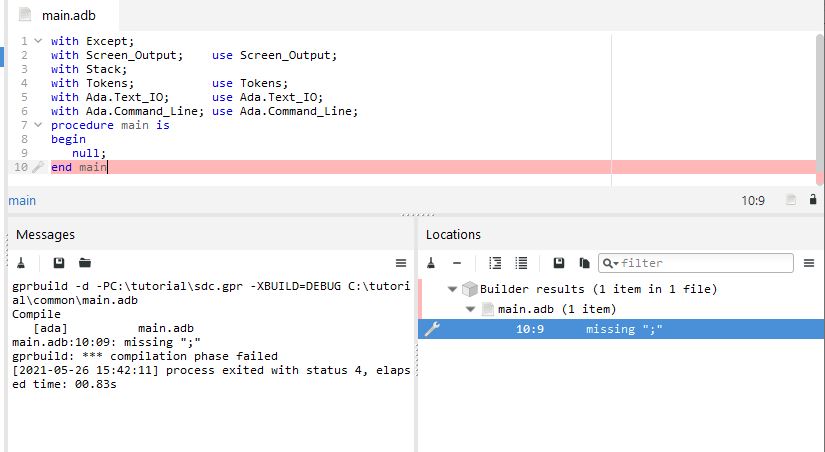 main.adb
1 with Except;
2 with Screen_Output;    use Screen_Output;
3 with Stack;
4 with Tokens;           use Tokens;
5 with Ada.Text_IO;      use Ada.Text_IO;
6 with Ada.Command_Line; use Ada.Command_Line;
7 procedure main is
8 begin
9    null;
10 end main
main 10:9
Messages
gprbuild -d -PC:\tutorial\sdc.gpr -XBUILD=DEBUG C:\tutori
al\common\main.adb
Compile
   [ada]          main.adb
main.adb:10:09: missing ";"
gprbuild: *** compilation phase failed
[2021-05-26 15:42:11] process exited with status 4, elaps
ed time: 00.83s
Locations
filter
Builder results (1 item in 1 file)
main.adb (1 item)
10:9 missing ";"